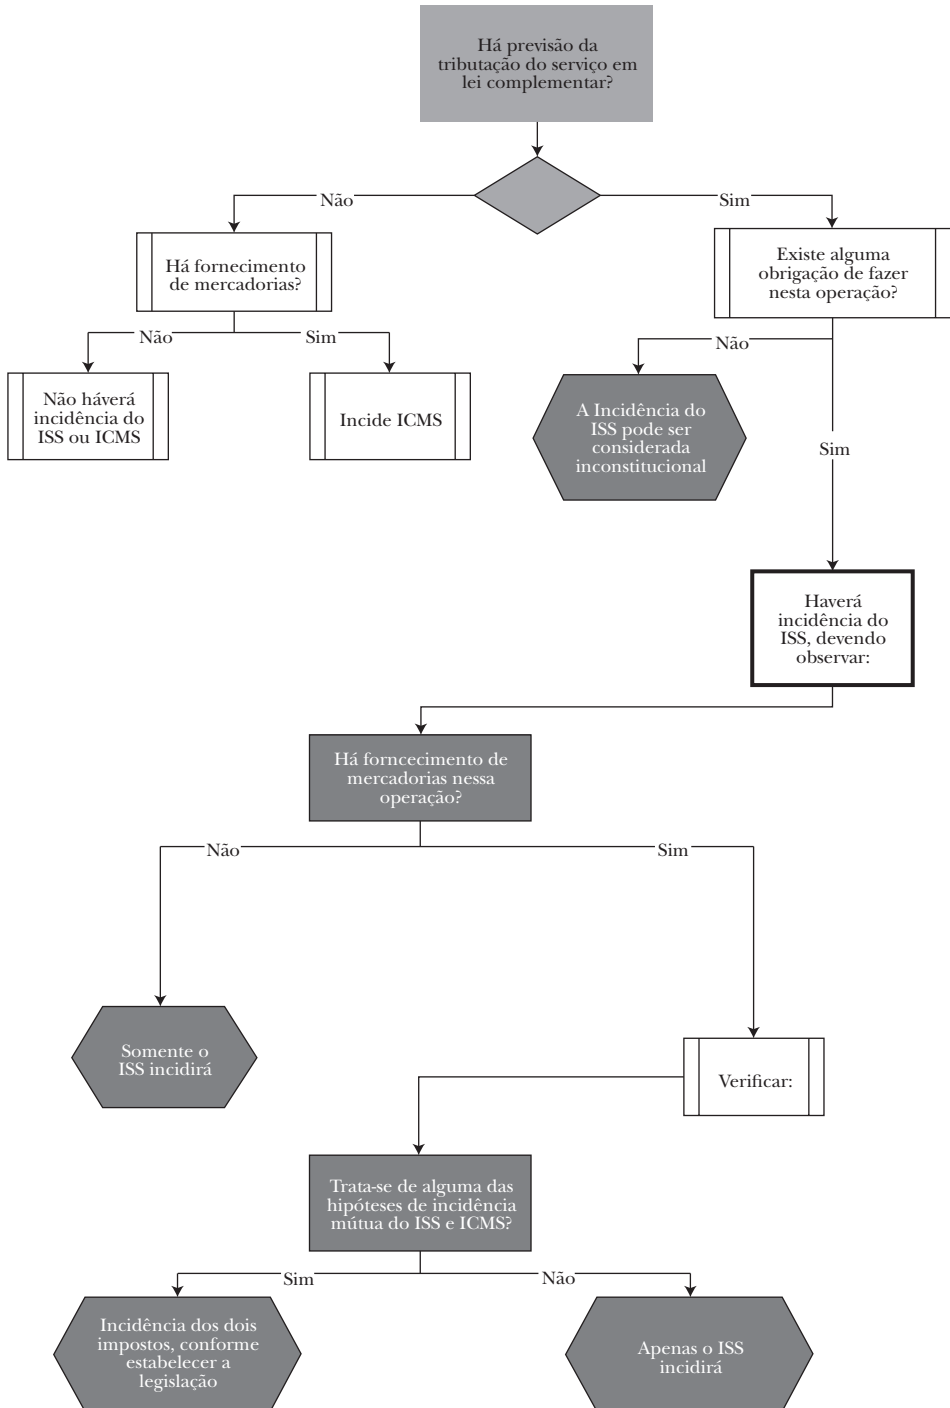 Há previsão da
tributação do serviço em
lei complementar?
Não
Sim
Há fornecimento
de mercadorias?
Existe alguma
obrigação de fazer
nesta operação?
Não
Sim
Não
Não háverá
incidência do
ISS ou ICMS
Incide ICMS
A Incidência do
ISS pode ser
considerada
inconstitucional
Sim
Haverá
incidência do
ISS, devendo
observar:
Há forncecimento de
mercadorias nessa
operação?
Não
Sim
Somente o
ISS incidirá
Verificar:
Trata-se de alguma das
hipóteses de incidência
mútua do ISS e ICMS?
Sim
Não
Incidência dos dois
impostos, conforme
estabelecer a
legislação
Apenas o ISS
incidirá